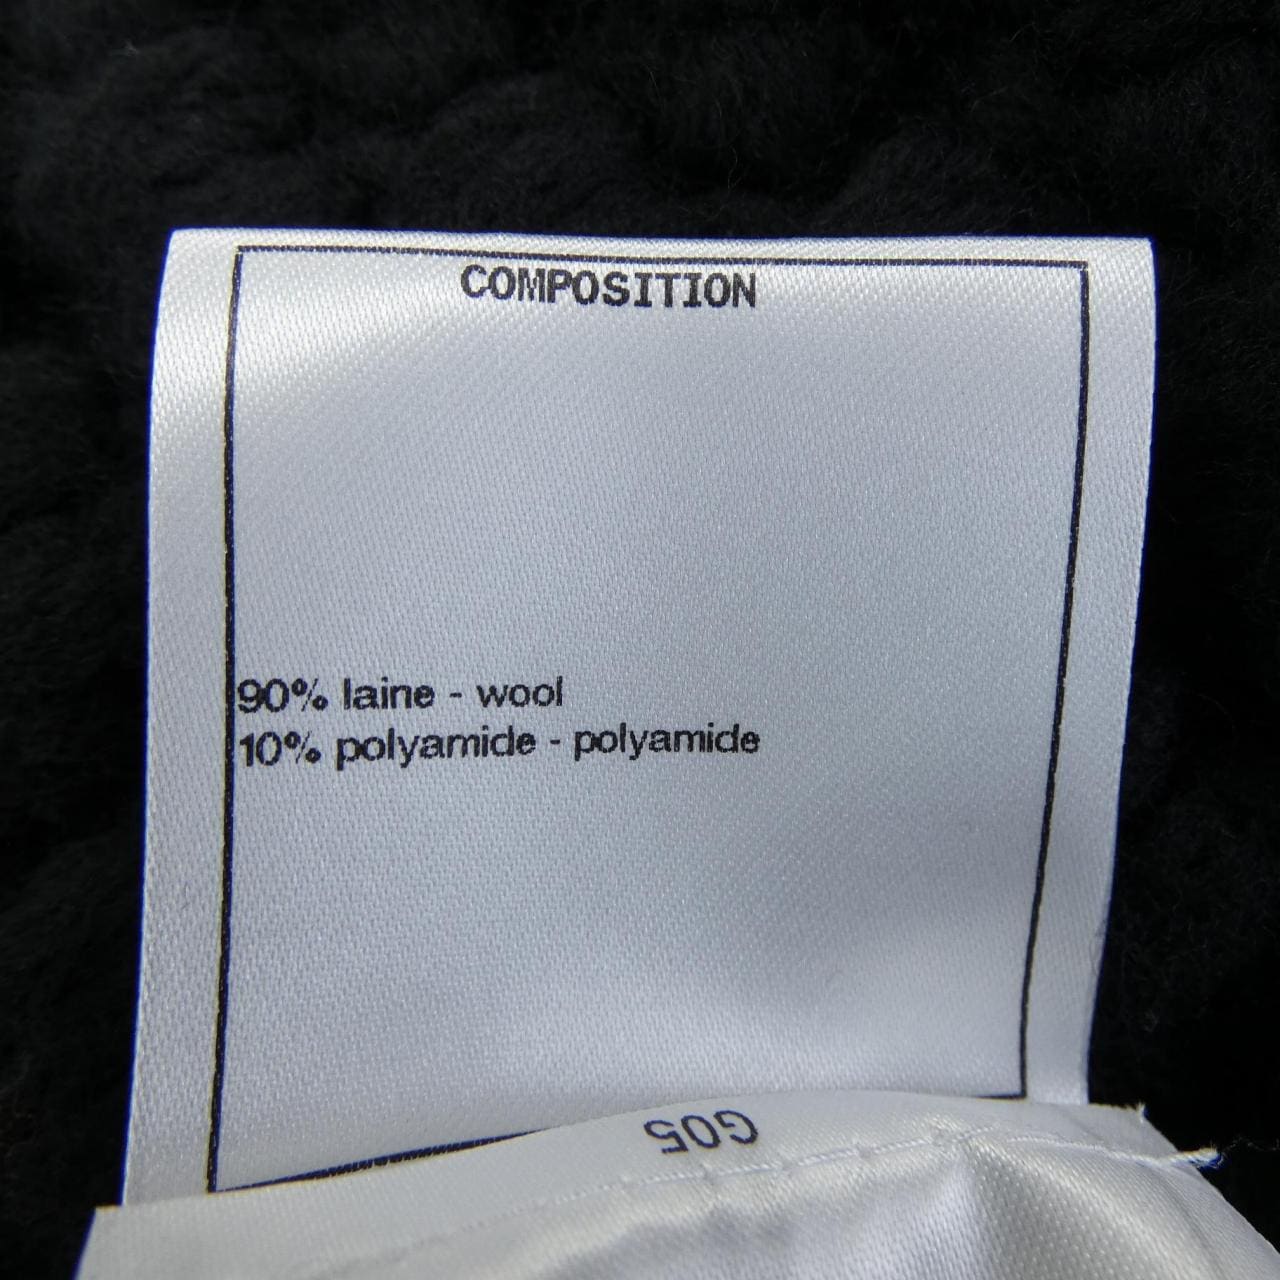 COMPOSITION
90% laine - wool
10% polyamide - polyamide
G05